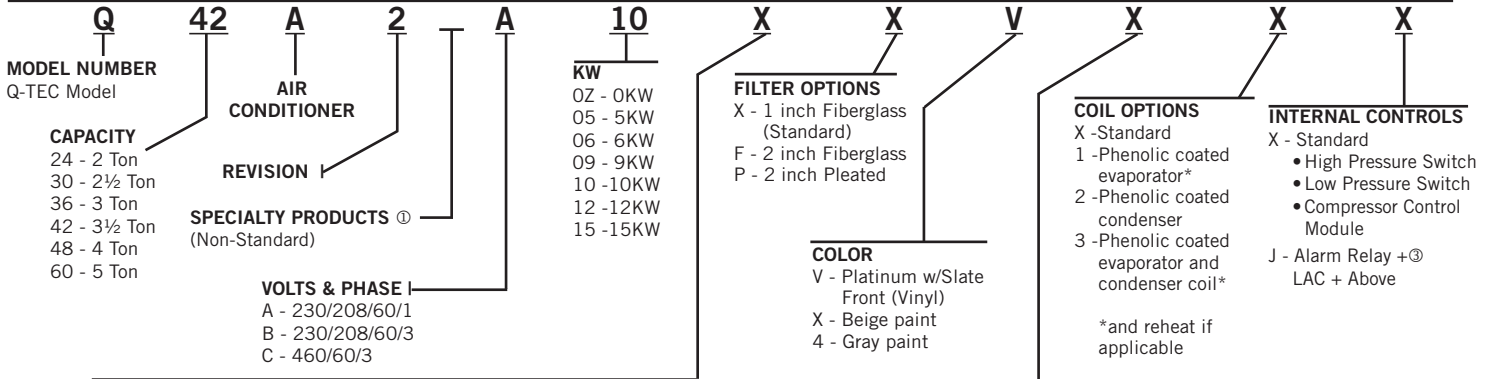 Q 42 A 2 A 10 X X V X X X
MODEL NUMBER
Q-TEC Model
CAPACITY
24 - 2 Ton
30 - 2½ Ton
36 - 3 Ton
42 - 3½ Ton
48 - 4 Ton
60 - 5 Ton
AIR
CONDITIONER
REVISION
SPECIALTY PRODUCTS ①
(Non-Standard)
VOLTS & PHASE
A - 230/208/60/1
B - 230/208/60/3
C - 460/60/3
KW
0Z - 0KW
05 - 5KW
06 - 6KW
09 - 9KW
10 -10KW
12 -12KW
15 -15KW
FILTER OPTIONS
X - 1 inch Fiberglass
(Standard)
F - 2 inch Fiberglass
P - 2 inch Pleated
COLOR
V - Platinum w/Slate
Front (Vinyl)
X - Beige paint
4 - Gray paint
COIL OPTIONS
X -Standard
1 -Phenolic coated
evaporator*
2 -Phenolic coated
condenser
3 -Phenolic coated
evaporator and
condenser coil*
*and reheat if
applicable
INTERNAL CONTROLS
X - Standard
• High Pressure Switch
• Low Pressure Switch
• Compressor Control
Module
J - Alarm Relay +③
LAC + Above